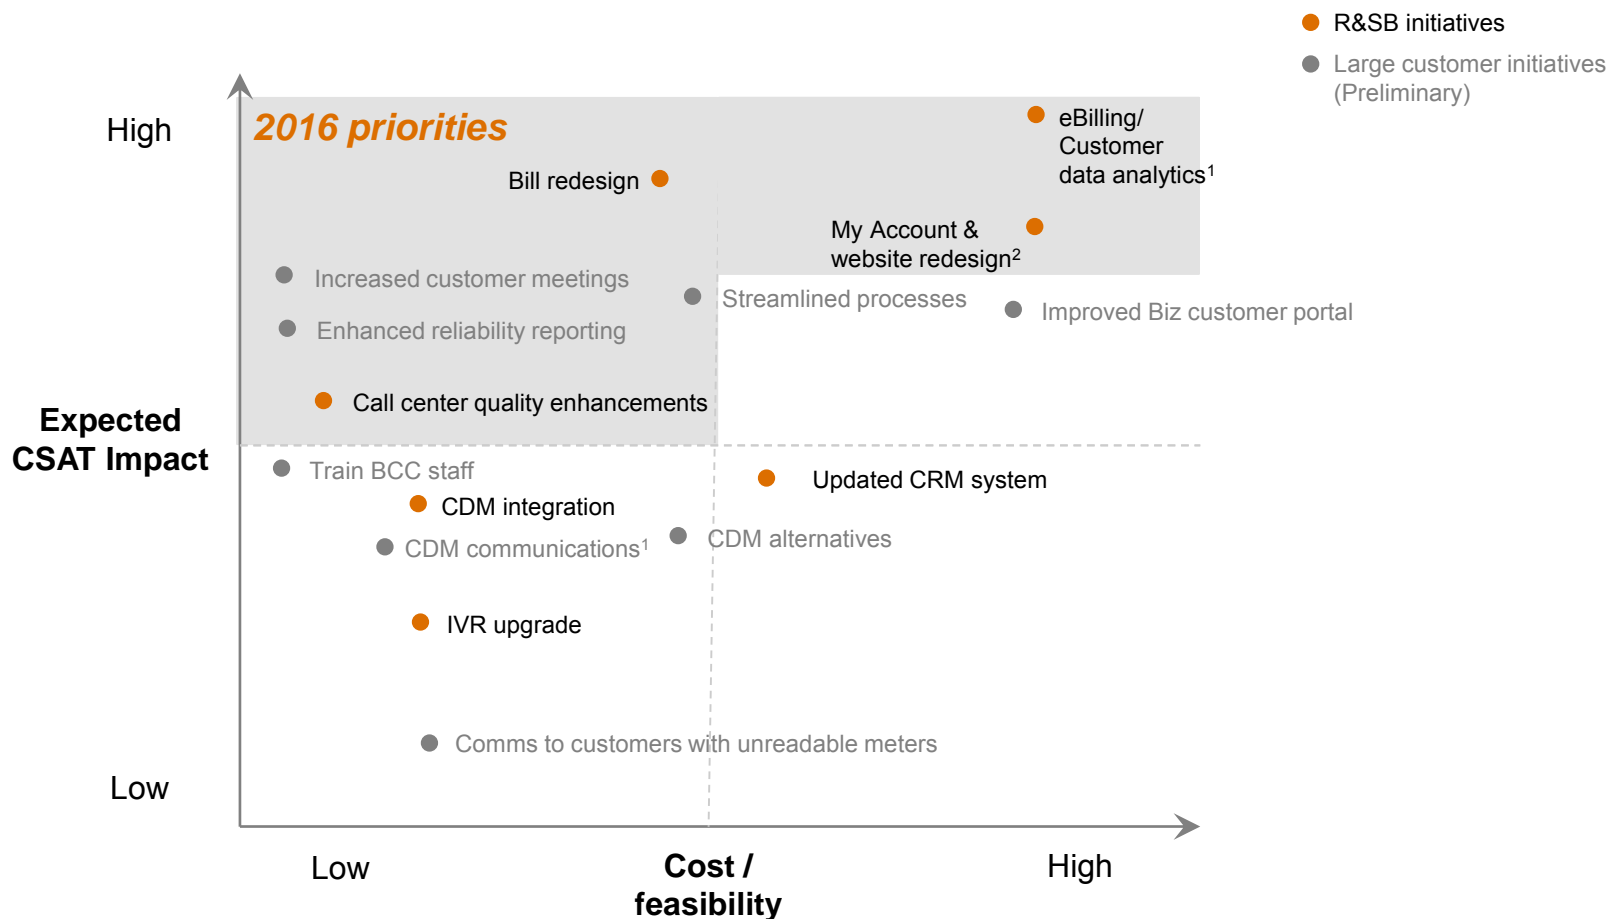 R&SB initiatives
Large customer initiatives
(Preliminary)
High
2016 priorities
eBilling/
Customer
data analytics¹
Bill redesign
My Account &
website redesign²
Increased customer meetings
Streamlined processes
Improved Biz customer portal
Enhanced reliability reporting
Call center quality enhancements
Expected
CSAT Impact
Train BCC staff
Updated CRM system
CDM integration
CDM communications¹
CDM alternatives
IVR upgrade
Comms to customers with unreadable meters
Low
Low
Cost /
feasibility
High